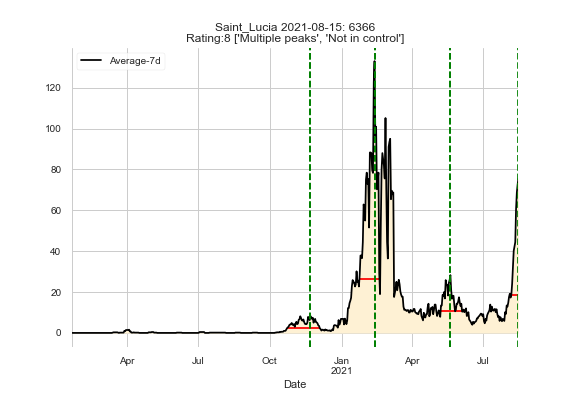 Saint_Lucia 2021-08-15: 6366
Rating:8 ['Multiple peaks', 'Not in control']
Average-7d
120
100
80
60
40
20
0
Apr Jul Oct Jan Apr Jul
2021
Date